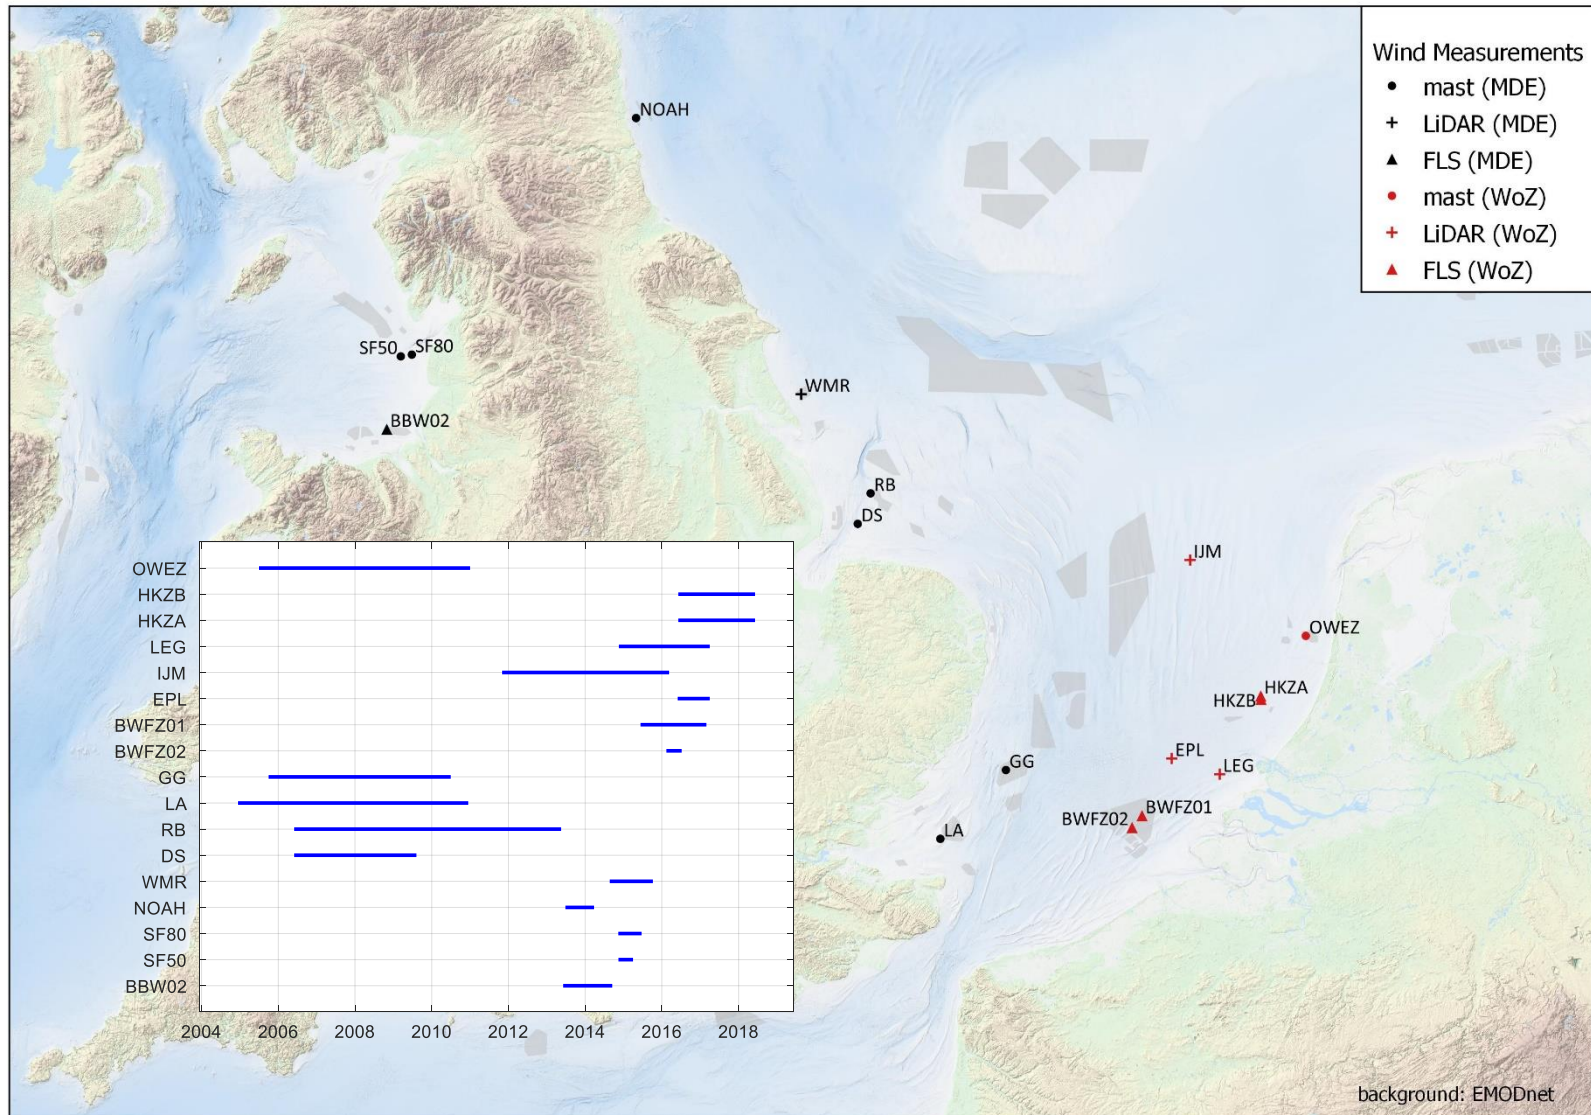 Wind Measurements
mast (MDE)
LiDAR (MDE)
FLS (MDE)
mast (WoZ)
LiDAR (WoZ)
FLS (WoZ)
NOAH
SF50
SF80
BBW02
WMR
RB
DS
IJM
OWEZ
HKZA
HKZB
EPL
LEG
GG
BWFZ01
BWFZ02
LA
OWEZ
HKZB
HKZA
LEG
IJM
EPL
BWFZ01
BWFZ02
GG
LA
RB
DS
WMR
NOAH
SF80
SF50
BBW02
2004 2006 2008 2010 2012 2014 2016 2018
background: EMODnet